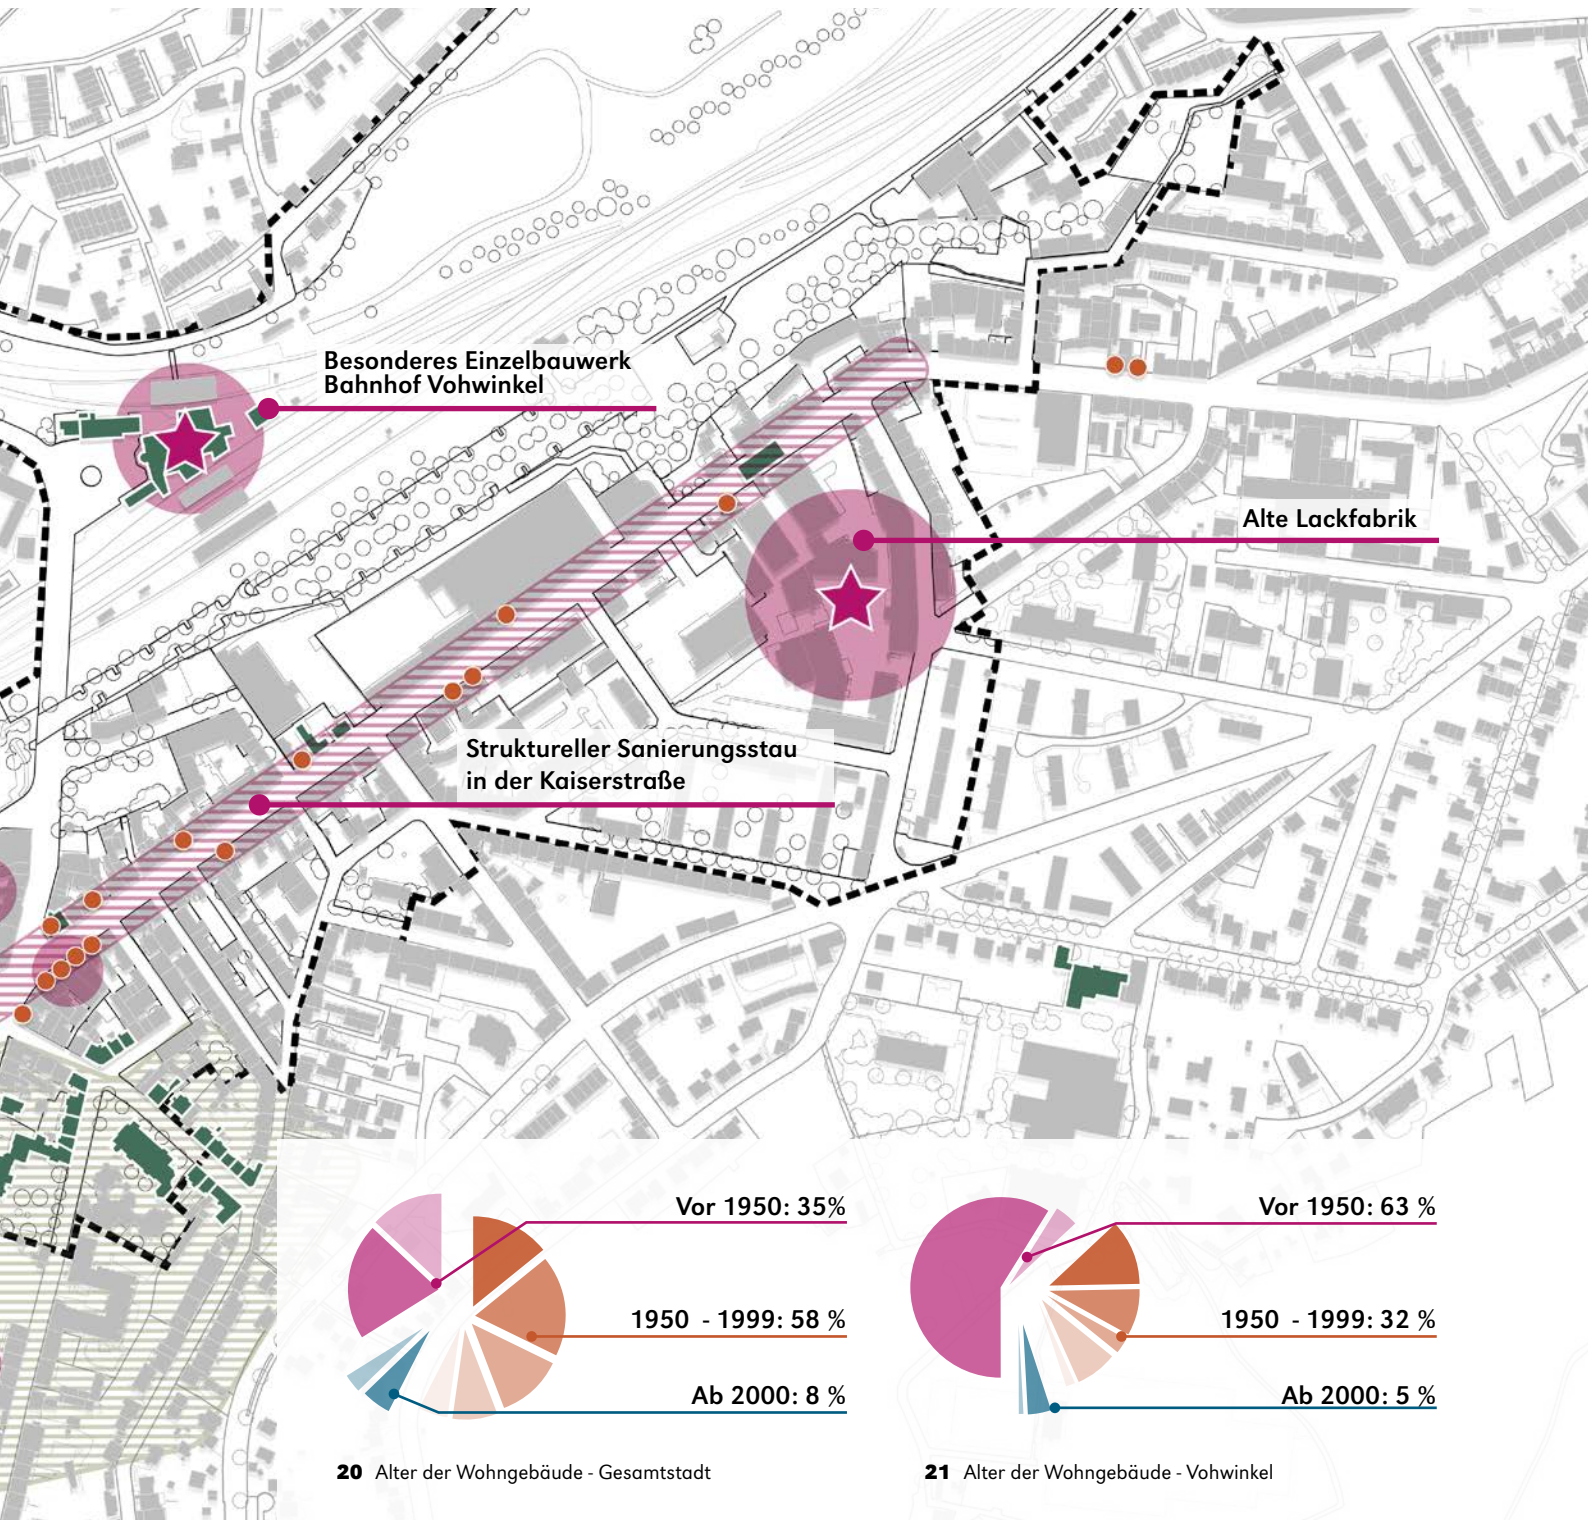 Besonderes Einzelbauwerk
Bahnhof Vohwinkel
Alte Lackfabrik
Struktureller Sanierungsstau
in der Kaiserstraße
Vor 1950: 35%
1950 - 1999: 58 %
Ab 2000: 8 %
20 Alter der Wohngebäude - Gesamtstadt
Vor 1950: 63 %
1950 - 1999: 32 %
Ab 2000: 5 %
21 Alter der Wohngebäude - Vohwinkel